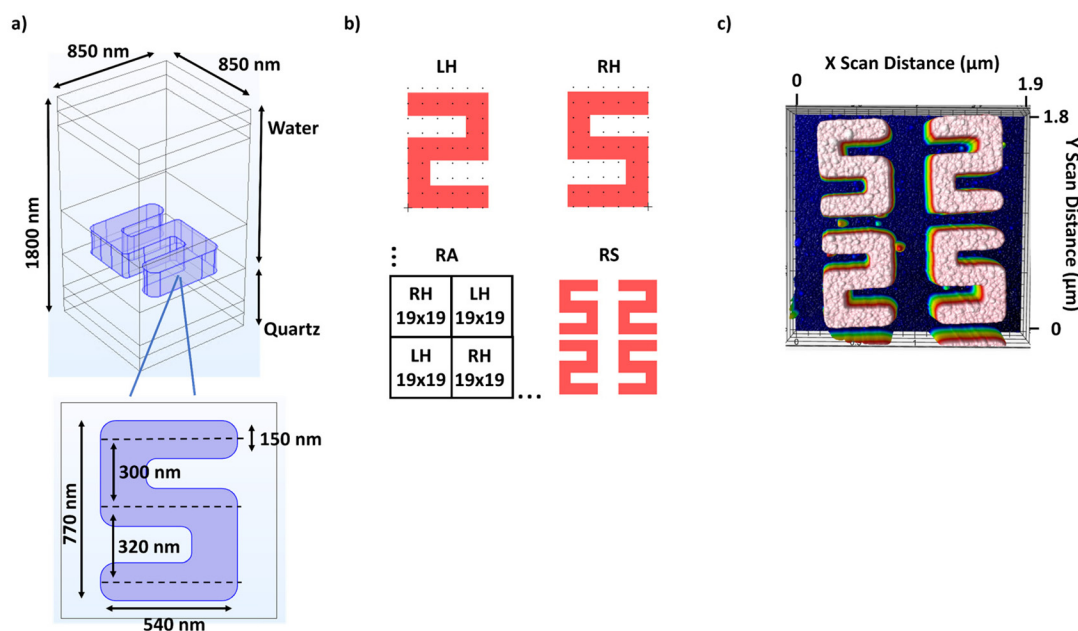 a)
850 nm
850 nm
Water
1800 nm
Quartz
150 nm
300 nm
770 nm
320 nm
540 nm
b)
LH
RH
RA
RS
RH
19x19
LH
19x19
LH
19x19
RH
19x19
...
...
c)
X Scan Distance (µm)
0
1.9
1.8
Y Scan Distance (µm)
0